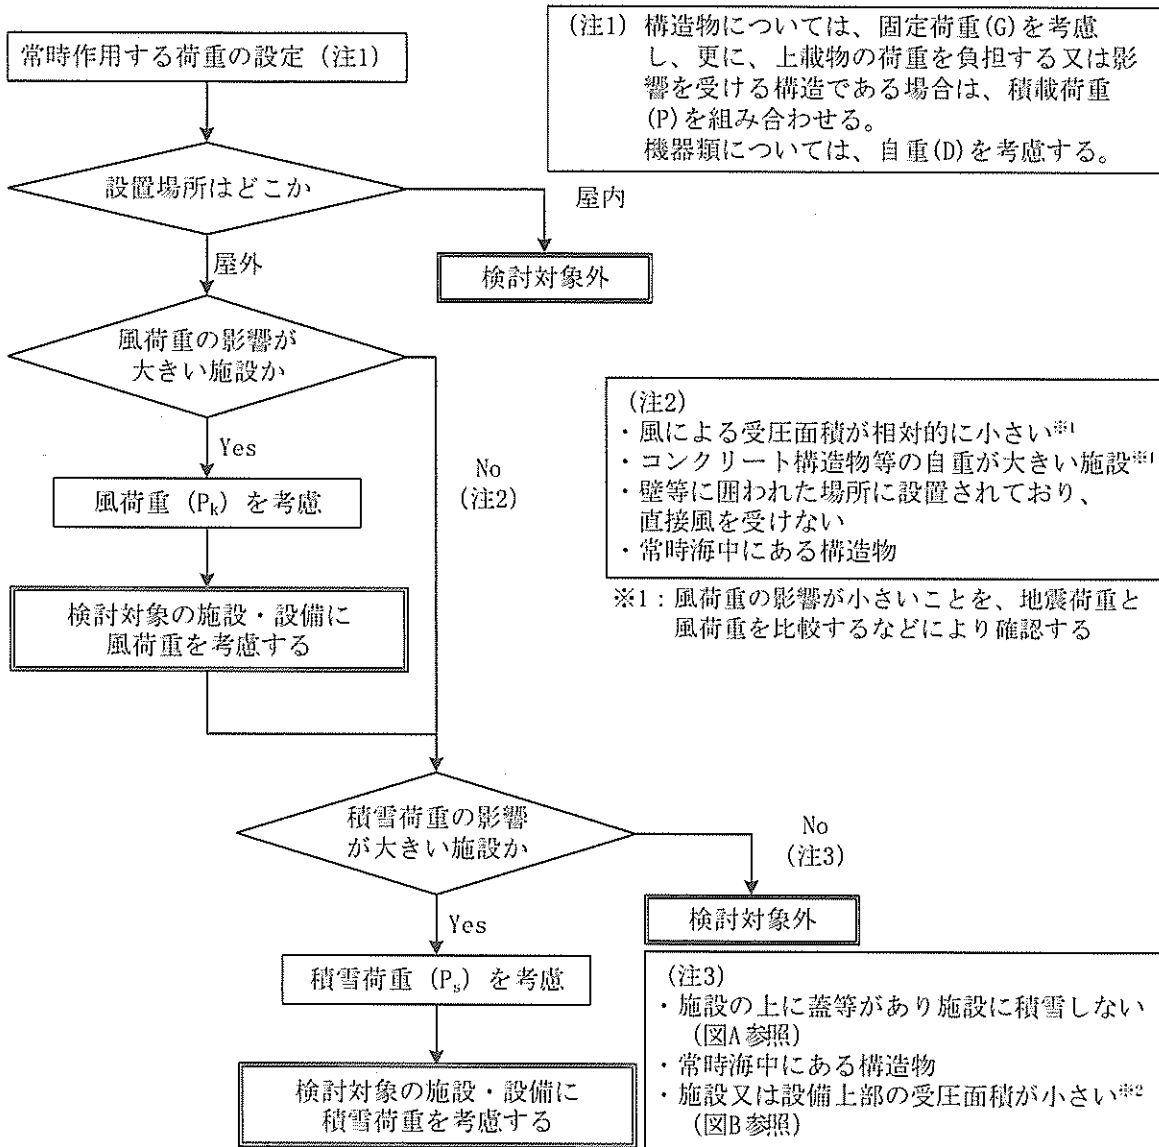 常時作用する荷重の設定 (注1)
(注1) 構造物については、固定荷重(G)を考慮
し、更に、上載物の荷重を負担する又は影
響を受ける構造である場合は、積載荷重
(P)を組み合わせる。
機器類については、自重(D)を考慮する。
設置場所はどこか
屋内
検討対象外
屋外
風荷重の影響が
大きい施設か
Yes
No
(注2)
風荷重 (Pk) を考慮
検討対象の施設・設備に
風荷重を考慮する
(注2)
・風による受圧面積が相対的に小さい※1
・コンクリート構造物等の自重が大きい施設※1
・壁等に囲われた場所に設置されており、
直接風を受けない
・常時海中にある構造物
※1：風荷重の影響が小さいことを、地震荷重と
風荷重を比較するなどにより確認する
積雪荷重の影響
が大きい施設か
No
(注3)
検討対象外
Yes
積雪荷重 (Ps) を考慮
検討対象の施設・設備に
積雪荷重を考慮する
(注3)
・施設の上に蓋等があり施設に積雪しない
(図A参照)
・常時海中にある構造物
・施設又は設備上部の受圧面積が小さい※2
(図B参照)